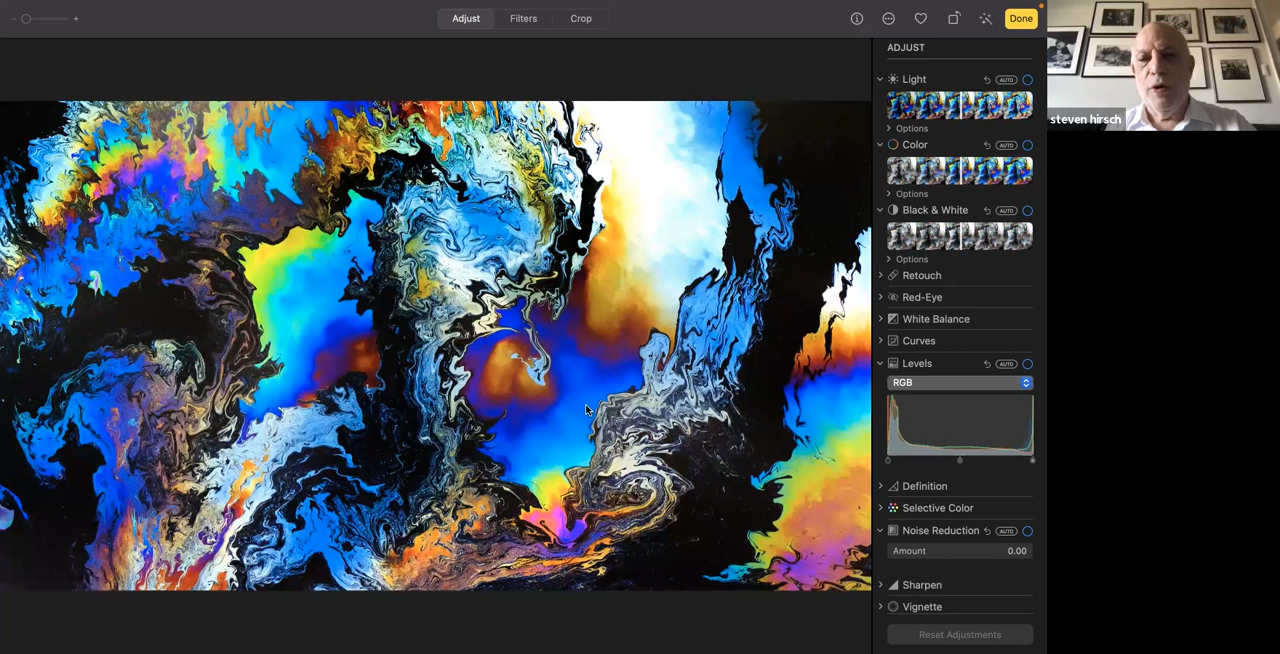 Adjust
Filters
Crop
Done
ADJUST
Light
AUTO
Options
Color
AUTO
Options
Black & White
AUTO
Options
Retouch
Red-Eye
White Balance
Curves
Levels
AUTO
RGB
Definition
Selective Color
Noise Reduction
AUTO
Amount 0.00
Sharpen
Vignette
Reset Adjustments
steven hirsch